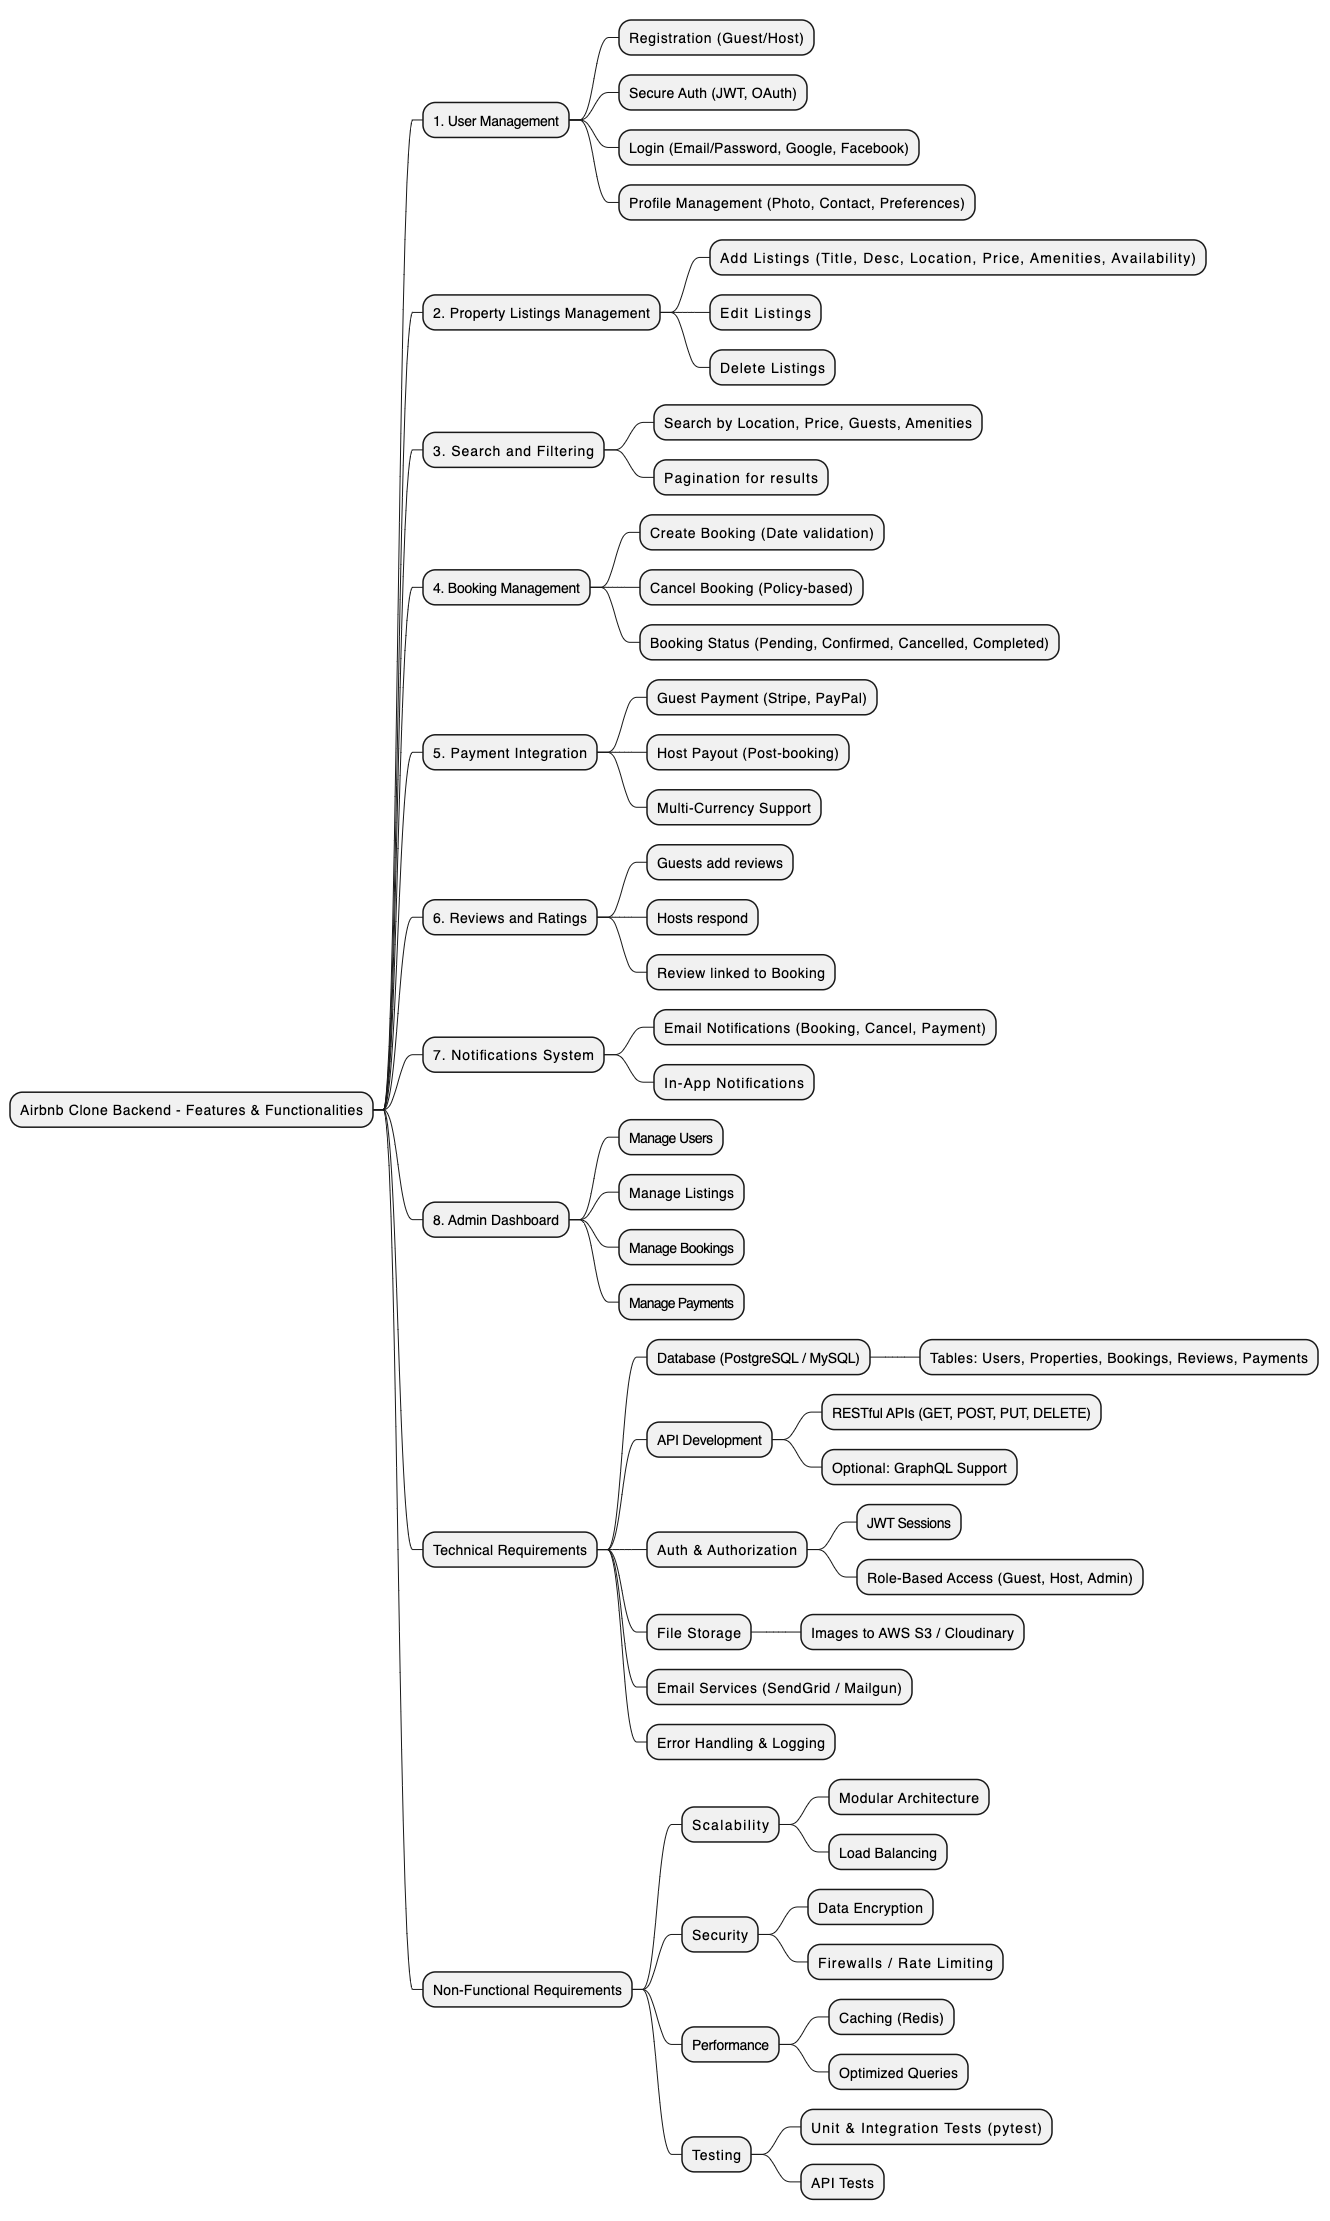 Airbnb Clone Backend - Features & Functionalities
1. User Management
Registration (Guest/Host)
Secure Auth (JWT, OAuth)
Login (Email/Password, Google, Facebook)
Profile Management (Photo, Contact, Preferences)
2. Property Listings Management
Add Listings (Title, Desc, Location, Price, Amenities, Availability)
Edit Listings
Delete Listings
3. Search and Filtering
Search by Location, Price, Guests, Amenities
Pagination for results
4. Booking Management
Create Booking (Date validation)
Cancel Booking (Policy-based)
Booking Status (Pending, Confirmed, Cancelled, Completed)
5. Payment Integration
Guest Payment (Stripe, PayPal)
Host Payout (Post-booking)
Multi-Currency Support
6. Reviews and Ratings
Guests add reviews
Hosts respond
Review linked to Booking
7. Notifications System
Email Notifications (Booking, Cancel, Payment)
In-App Notifications
8. Admin Dashboard
Manage Users
Manage Listings
Manage Bookings
Manage Payments
Technical Requirements
Database (PostgreSQL / MySQL)
Tables: Users, Properties, Bookings, Reviews, Payments
API Development
RESTful APIs (GET, POST, PUT, DELETE)
Optional: GraphQL Support
Auth & Authorization
JWT Sessions
Role-Based Access (Guest, Host, Admin)
File Storage
Images to AWS S3 / Cloudinary
Email Services (SendGrid / Mailgun)
Error Handling & Logging
Non-Functional Requirements
Scalability
Modular Architecture
Load Balancing
Security
Data Encryption
Firewalls / Rate Limiting
Performance
Caching (Redis)
Optimized Queries
Testing
Unit & Integration Tests (pytest)
API Tests